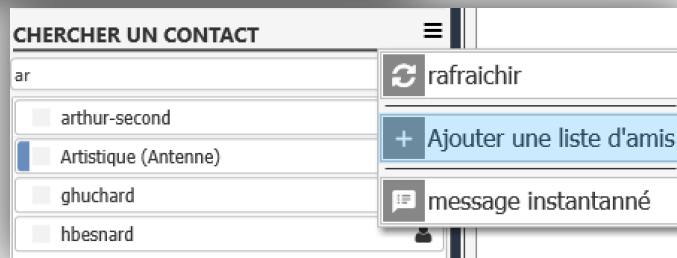 CHERCHER UN CONTACT
ar
arthur-second
Artistique (Antenne)
ghuchard
hbesnard
rafraichir
Ajouter une liste d'amis
message instantanné